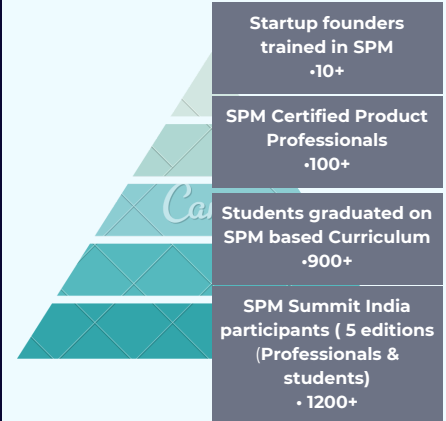 Startup founders
trained in SPM
•10+
SPM Certified Product
Professionals
•100+
Ca
Students graduated on
SPM based Curriculum
•900+
SPM Summit India
participants ( 5 editions
(Professionals &
students)
• 1200+